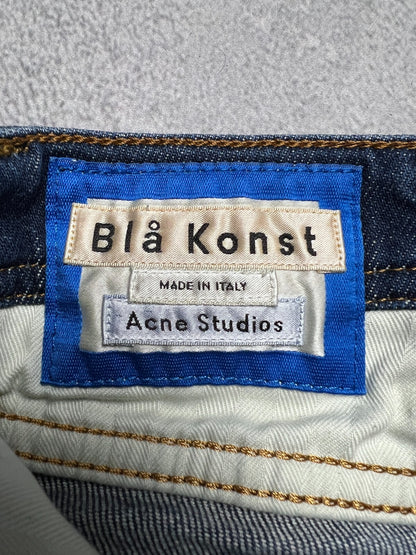 Blå Konst
MADE IN ITALY
Acne Studios